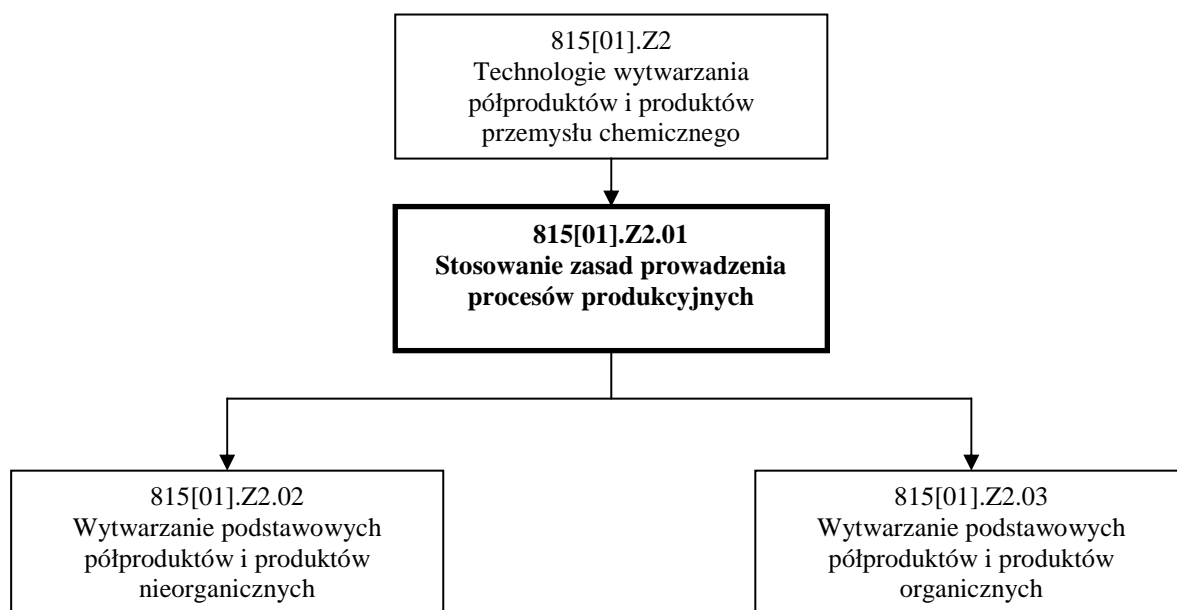 815[01].Z2
Technologie wytwarzania
półproduktów i produktów
przemysłu chemicznego
815[01].Z2.01
Stosowanie zasad prowadzenia
procesów produkcyjnych
815[01].Z2.02
Wytwarzanie podstawowych
półproduktów i produktów
nieorganicznych
815[01].Z2.03
Wytwarzanie podstawowych
półproduktów i produktów
organicznych